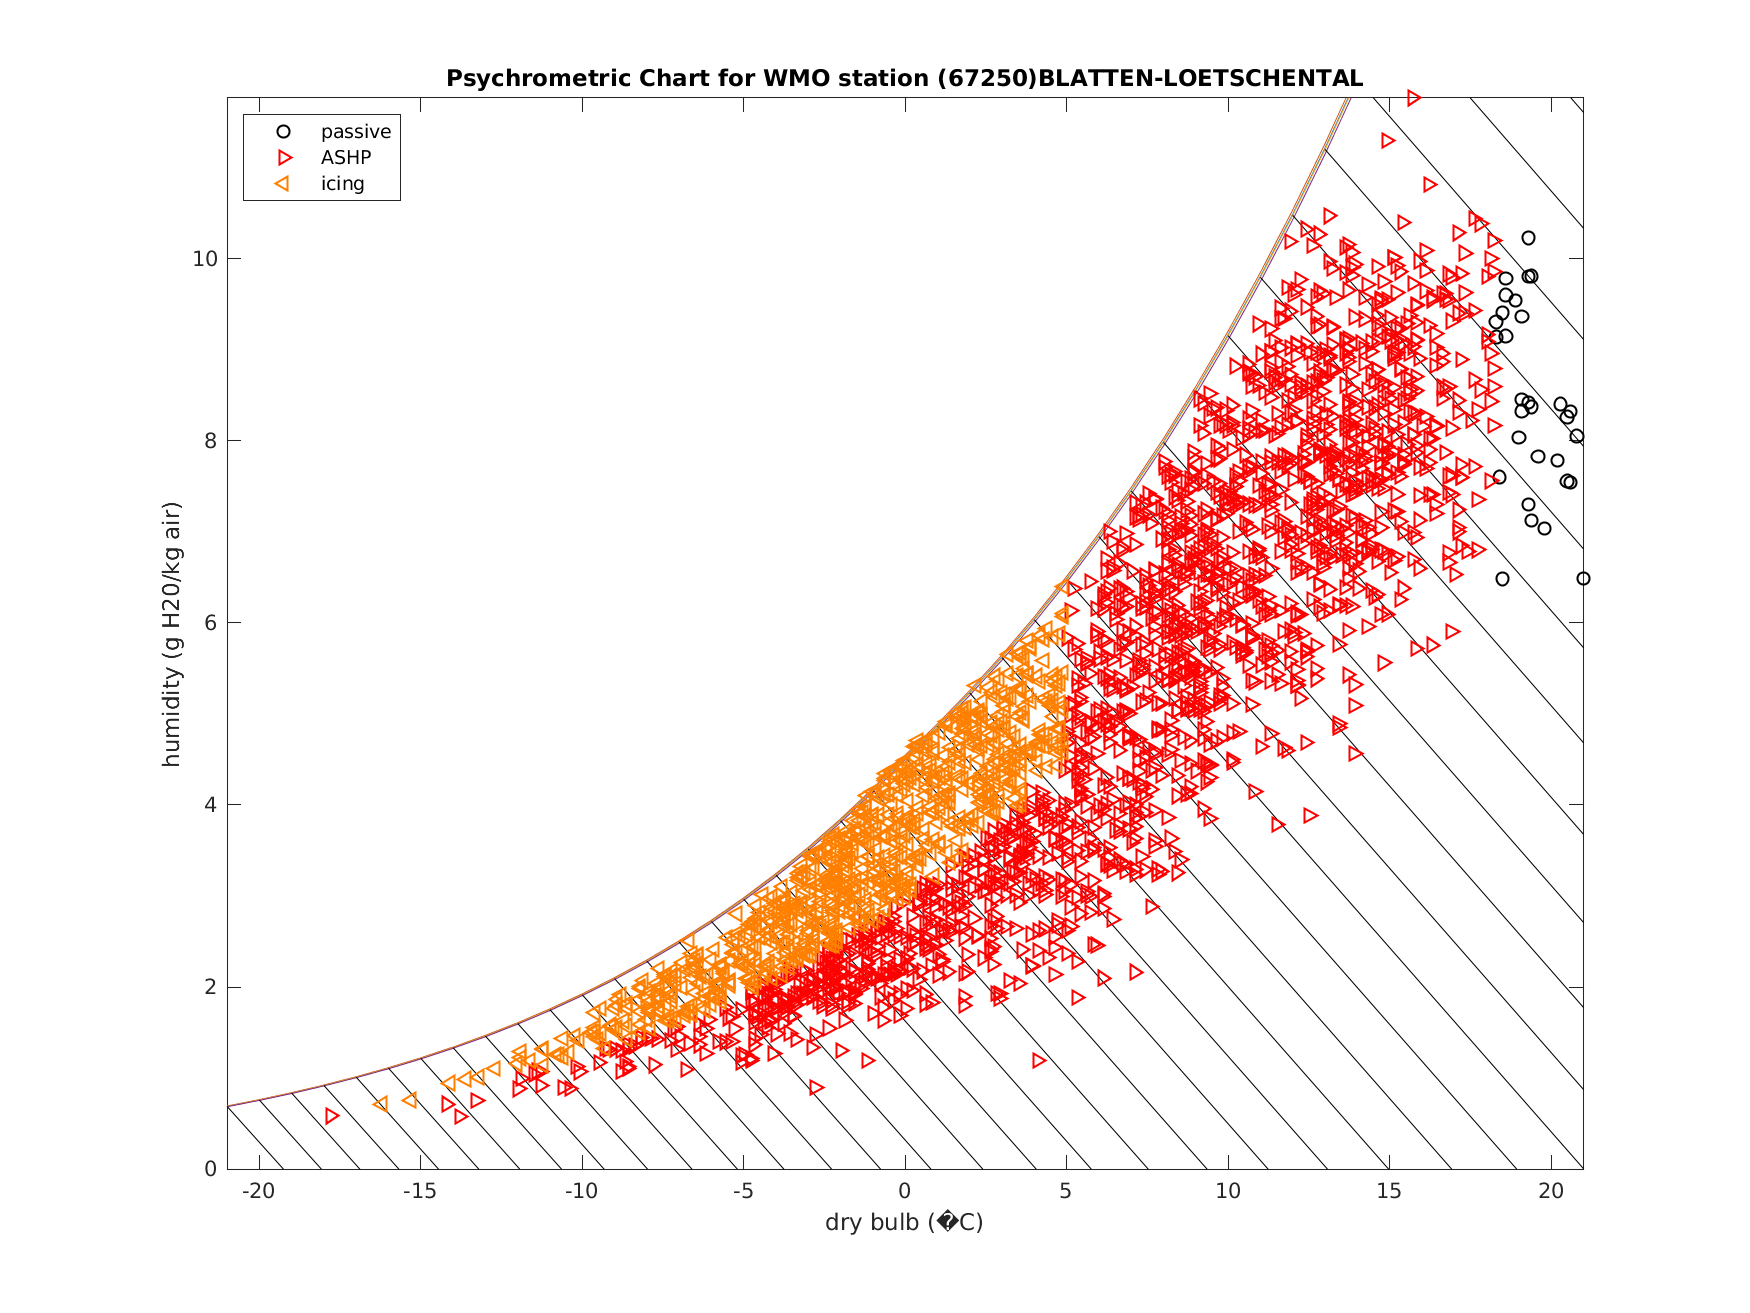 Psychrometric Chart for WMO station (67250)BLATTEN-LOETSCHENTAL
passive
ASHP
icing
humidity (g H20/kg air)
10
8
6
4
2
0
-20 -15 -10 -5 0 5 10 15 20
dry bulb (�C)